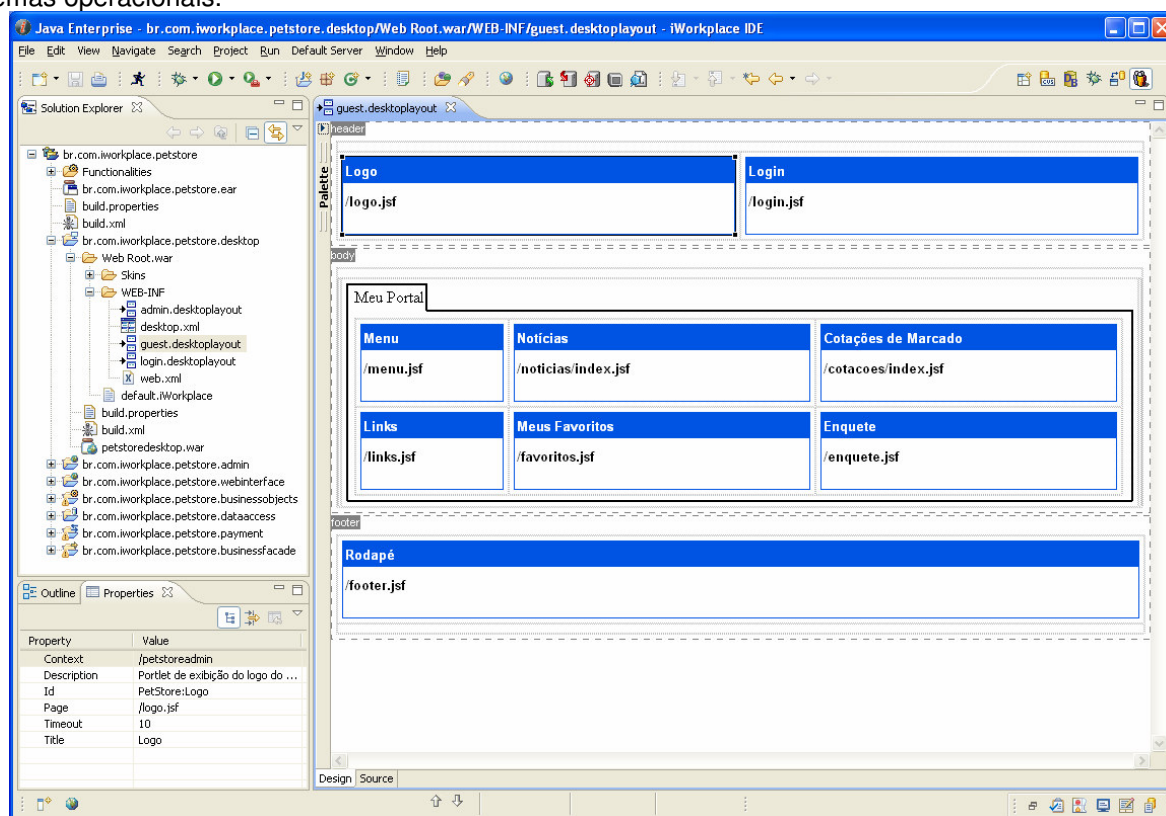 emas operacionais.
Java Enterprise - br.com.iworkplace.petstore.desktop/Web Root.war/WEB-INF/guest.desktoplayout - iWorkplace IDE
File Edit View Navigate Search Project Run Default Server Window Help
Solution Explorer
br.com.iworkplace.petstore
Functionalities
br.com.iworkplace.petstore.ear
build.properties
build.xml
br.com.iworkplace.petstore.desktop
Web Root.war
Skins
WEB-INF
admin.desktoplayout
desktop.xml
guest.desktoplayout
login.desktoplayout
web.xml
default.iWorkplace
build.properties
build.xml
petstoredesktop.war
br.com.iworkplace.petstore.admin
br.com.iworkplace.petstore.webinterface
br.com.iworkplace.petstore.businessobjects
br.com.iworkplace.petstore.dataaccess
br.com.iworkplace.petstore.payment
br.com.iworkplace.petstore.businessfacade
Outline Properties
Property Value
Context /petstoreadmin
Description Portlet de exibição do logo do ...
Id PetStore:Logo
Page /logo.jsf
Timeout 10
Title Logo
guest.desktoplayout
Palette
header
Logo Login
/logo.jsf /login.jsf
body
Meu Portal
Menu Notícias Cotações de Marcado
/menu.jsf /noticias/index.jsf /cotacoes/index.jsf
Links Meus Favoritos Enquete
/links.jsf /favoritos.jsf /enquete.jsf
footer
Rodapé
/footer.jsf
Design Source